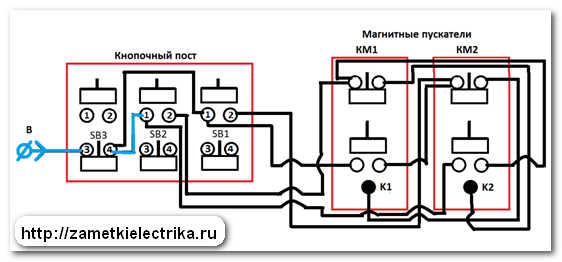 Магнитные пускатели
Кнопочный пост
КМ1
КМ2
1 2 1 2 1 2
В
SB3 SB2 SB1
3 4 3 4 3 4
К1
К2
http://zametkielectrika.ru